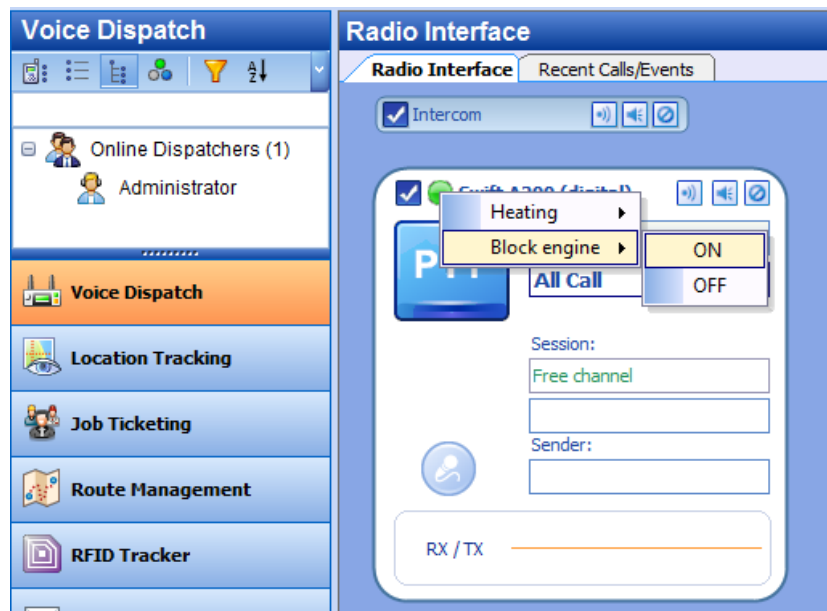 Voice Dispatch
Online Dispatchers (1)
Administrator
Voice Dispatch
Location Tracking
Job Ticketing
Route Management
RFID Tracker
Radio Interface
Radio Interface
Recent Calls/Events
Intercom
(digital)
Heating
Block engine
ON
OFF
All Call
Session:
Free channel
Sender:
RX / TX